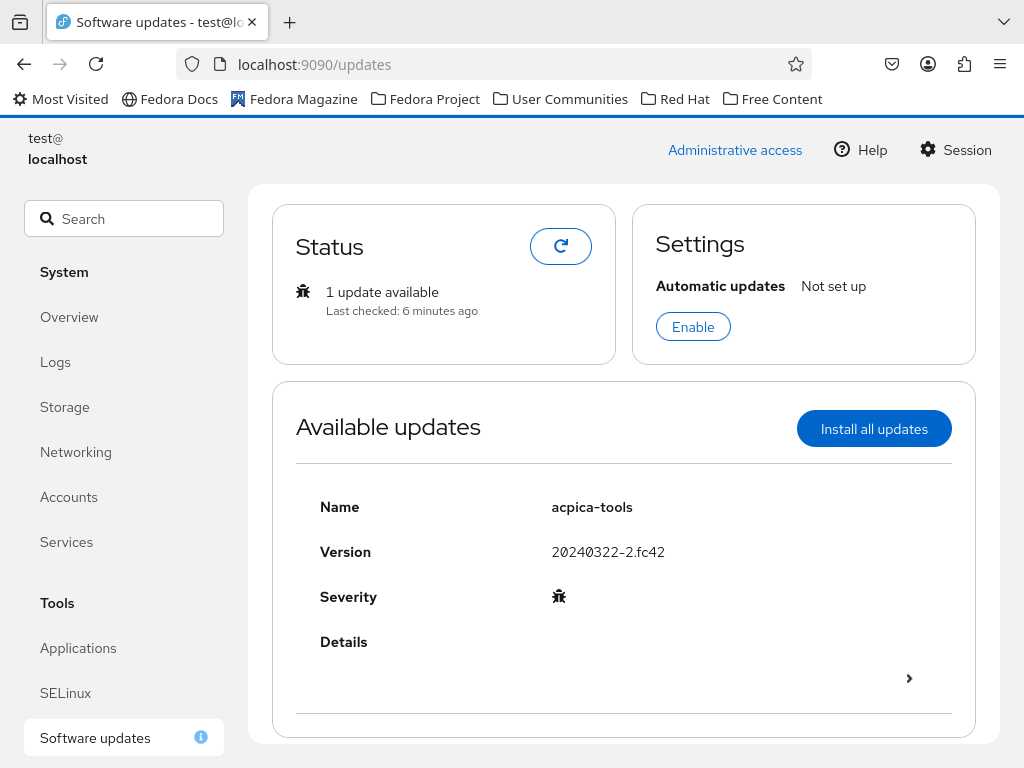 Software updates - test@lo
localhost:9090/updates
Most Visited
Fedora Docs
Fedora Magazine
Fedora Project
User Communities
Red Hat
Free Content
test@
localhost
Administrative access
Help
Session
Search
System
Overview
Logs
Storage
Networking
Accounts
Services
Tools
Applications
SELinux
Software updates
Status
1 update available
Last checked: 6 minutes ago
Settings
Automatic updates Not set up
Enable
Available updates
Install all updates
Name acpica-tools
Version 20240322-2.fc42
Severity
Details